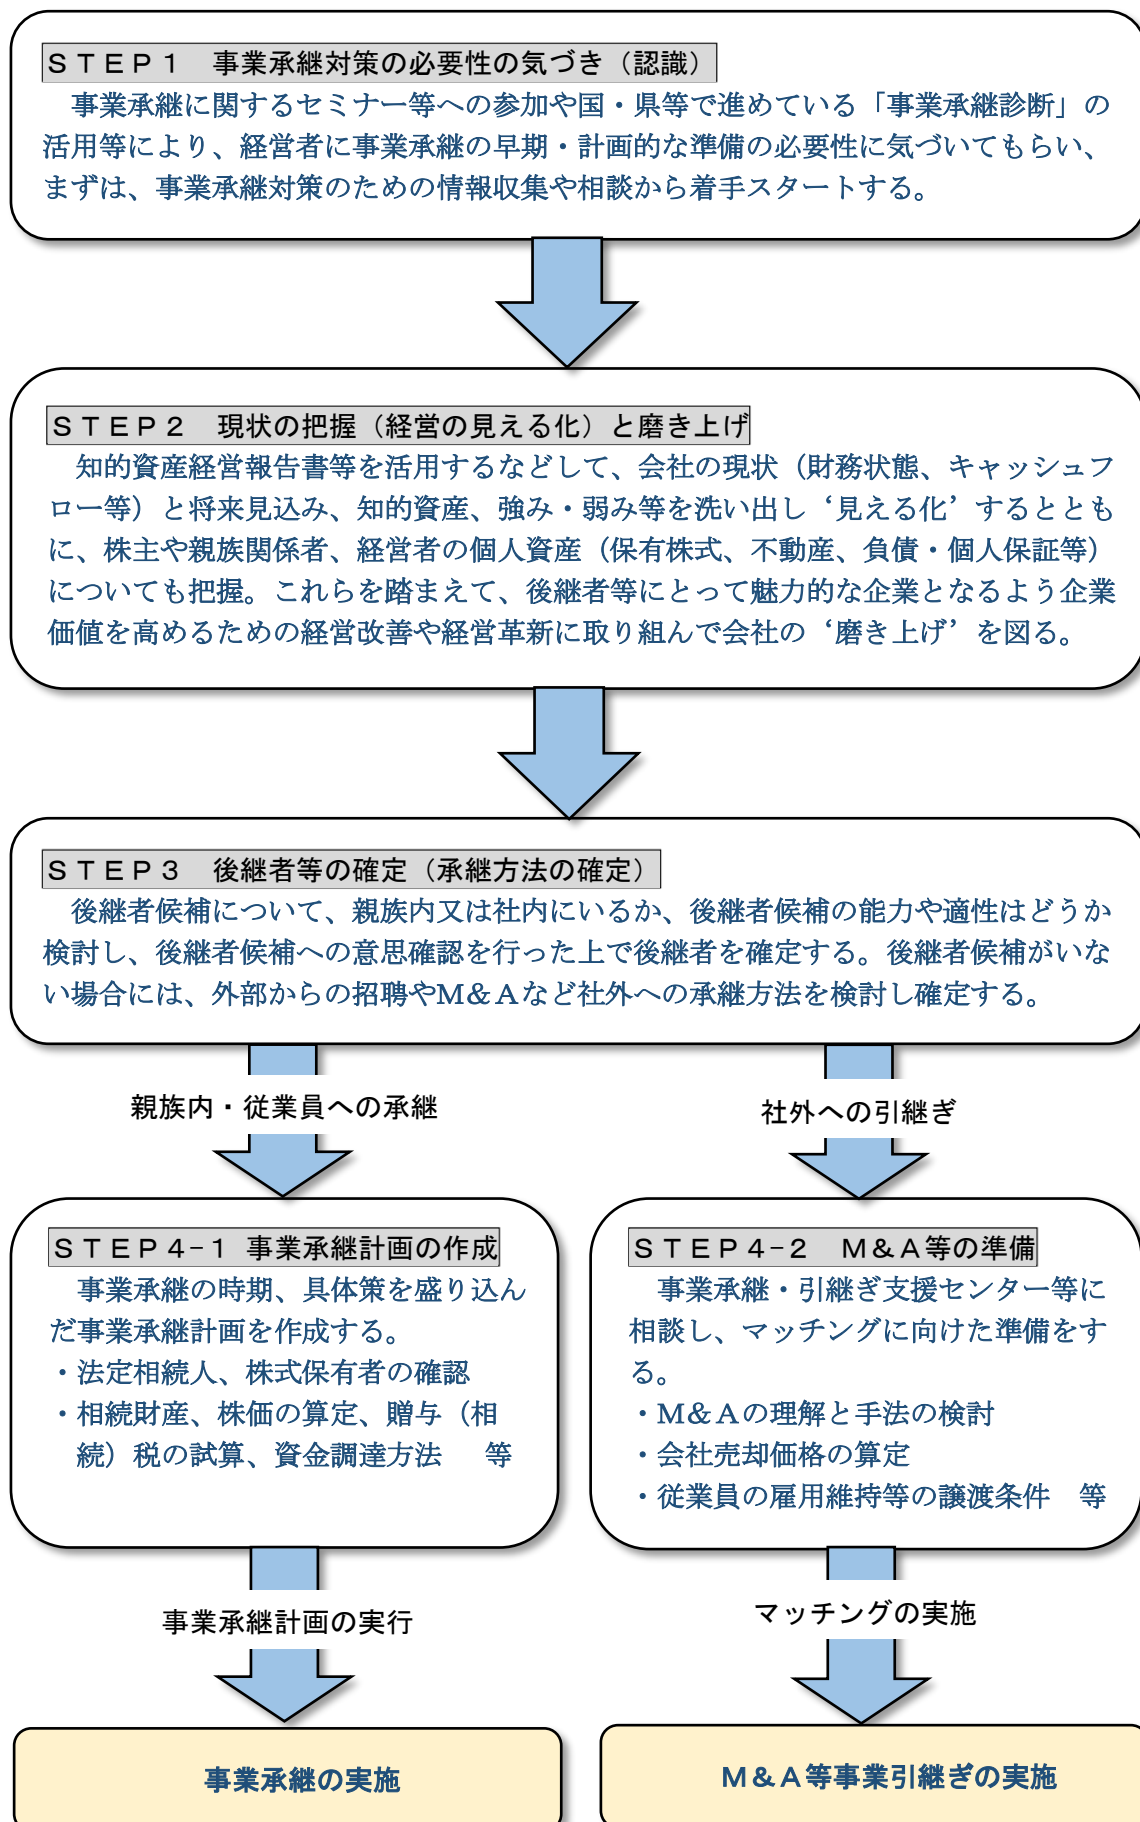 ＳＴＥＰ１　事業承継対策の必要性の気づき（認識）
　事業承継に関するセミナー等への参加や国・県等で進めている「事業承継診断」の
活用等により、経営者に事業承継の早期・計画的な準備の必要性に気づいてもらい、
まずは、事業承継対策のための情報収集や相談から着手スタートする。
ＳＴＥＰ２　現状の把握（経営の見える化）と磨き上げ
　知的資産経営報告書等を活用するなどして、会社の現状（財務状態、キャッシュフ
ロー等）と将来見込み、知的資産、強み・弱み等を洗い出し‘見える化’するととも
に、株主や親族関係者、経営者の個人資産（保有株式、不動産、負債・個人保証等）
についても把握。これらを踏まえて、後継者等にとって魅力的な企業となるよう企業
価値を高めるための経営改善や経営革新に取り組んで会社の‘磨き上げ’を図る。
ＳＴＥＰ３　後継者等の確定（承継方法の確定）
　後継者候補について、親族内又は社内にいるか、後継者候補の能力や適性はどうか
検討し、後継者候補への意思確認を行った上で後継者を確定する。後継者候補がいな
い場合には、外部からの招聘やM＆Aなど社外への承継方法を検討し確定する。
親族内・従業員への承継
社外への引継ぎ
ＳＴＥＰ４-１ 事業承継計画の作成
　事業承継の時期、具体策を盛り込ん
だ事業承継計画を作成する。
・法定相続人、株式保有者の確認
・相続財産、株価の算定、贈与（相
続）税の試算、資金調達方法　等
ＳＴＥＰ４-２　Ｍ＆Ａ等の準備
　事業承継・引継ぎ支援センター等に
相談し、マッチングに向けた準備をす
る。
・M＆Aの理解と手法の検討
・会社売却価格の算定
・従業員の雇用維持等の譲渡条件　等
事業承継計画の実行
マッチングの実施
事業承継の実施
Ｍ＆Ａ等事業引継ぎの実施